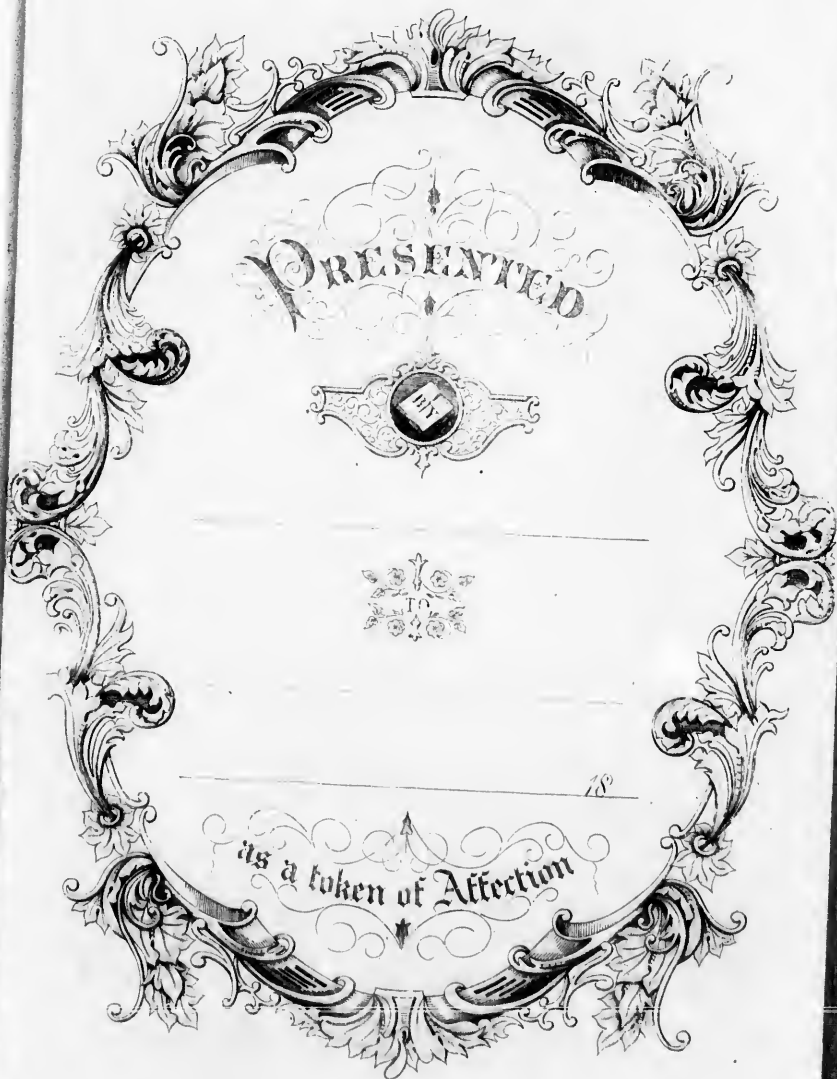 PRESENTED
BY
TO
18
as a token of Affection